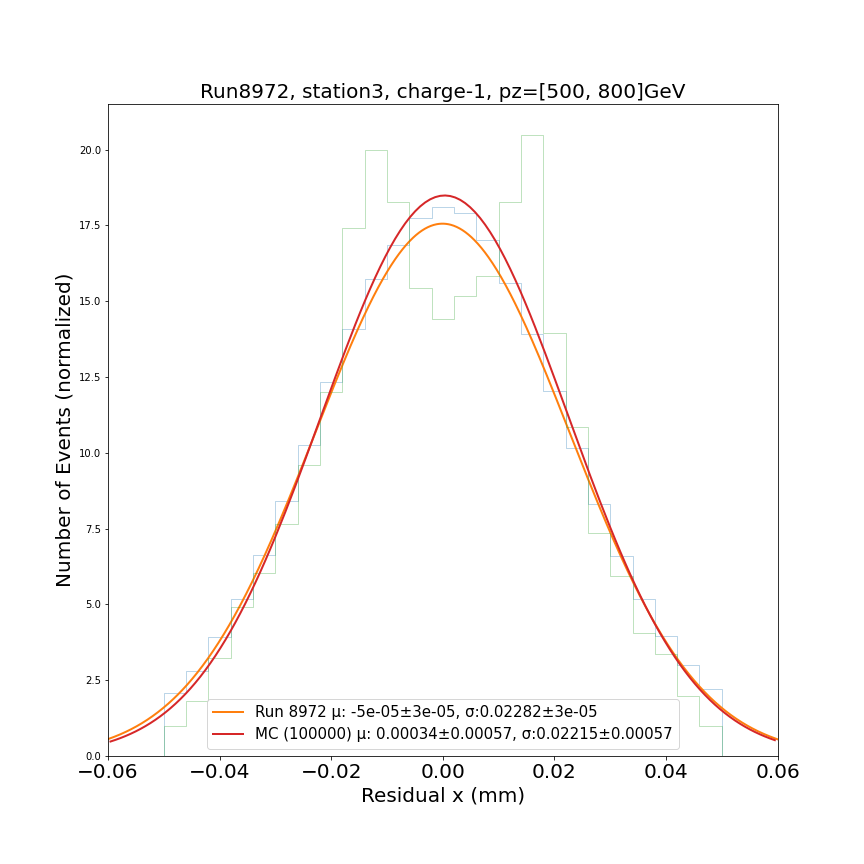 Run8972, station3, charge-1, pz=[500, 800]GeV
Number of Events (normalized)
20.0
17.5
15.0
12.5
10.0
7.5
5.0
2.5
0.0
Run 8972 μ: -5e-05±3e-05, σ:0.02282±3e-05
MC (100000) μ: 0.00034±0.00057, σ:0.02215±0.00057
−0.06 −0.04 −0.02 0.00 0.02 0.04 0.06
Residual x (mm)